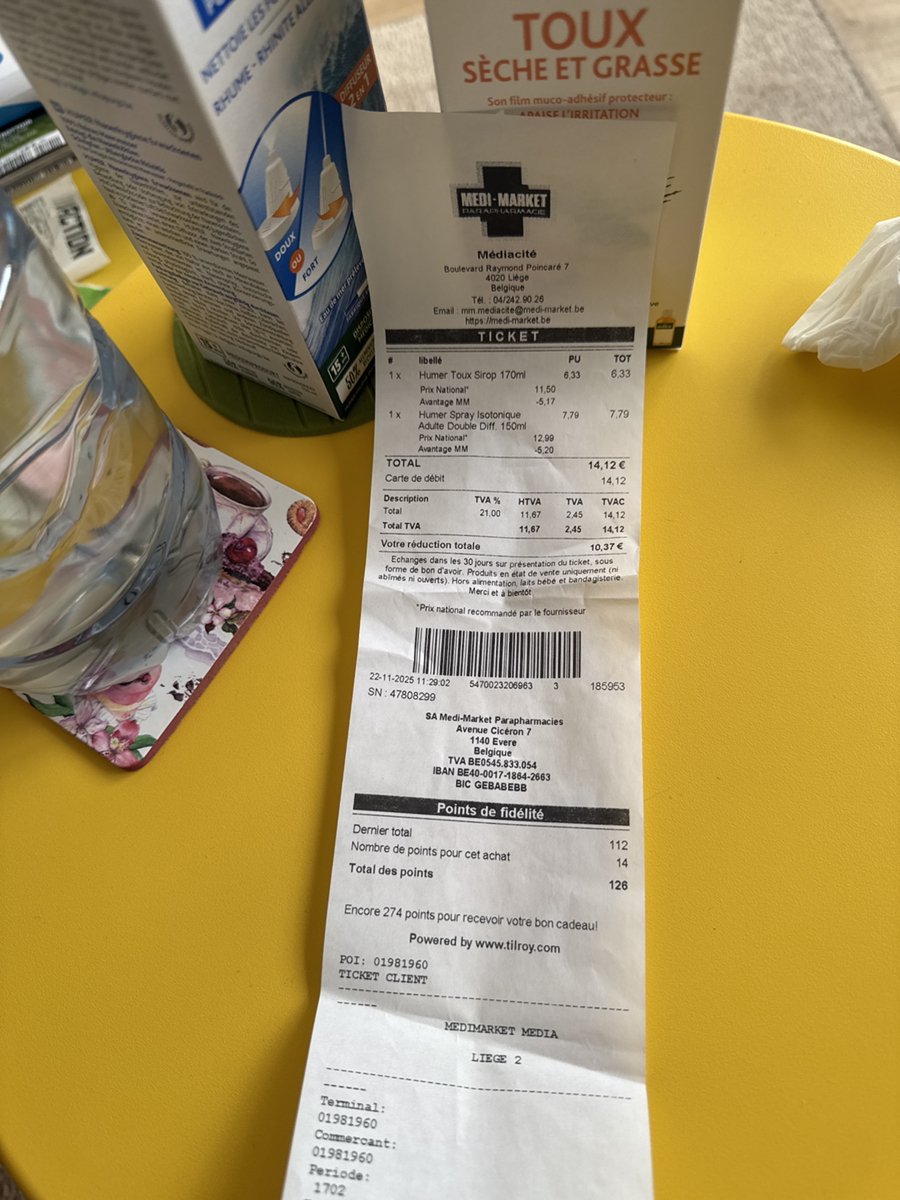 NETTOIE LES
RHUME - RHINITE
DIFFUSEUR
2 EN 1
DOUX
OU
FORT
15
50%
ACTION
TOUX
SÈCHE ET GRASSE
Son film muco-adhésif protecteur :
APAISE L'IRRITATION
MEDI-MARKET
PARAPHARMACIE
Médiacité
Boulevard Raymond Poincaré 7
4020 Liège
Belgique
Tél. : 04/242.90.26
Email : mm.mediacite@medi-market.be
https://medi-market.be
TICKET
# libellé PU TOT
1 x Humer Toux Sirop 170ml 6,33 6,33
Prix National* 11,50
Avantage MM -5,17
1 x Humer Spray Isotonique 7,79 7,79
Adulte Double Diff. 150ml
Prix National* 12,99
Avantage MM -5,20
TOTAL 14,12 €
Carte de débit 14,12
Description TVA % HTVA TVA TVAC
Total 21,00 11,67 2,45 14,12
Total TVA 11,67 2,45 14,12
Votre réduction totale 10,37 €
Echanges dans les 30 jours sur présentation du ticket, sous
forme de bon d'avoir. Produits en état de vente uniquement (ni
abîmés ni ouverts). Hors alimentation, laits bébé et bandagisterie.
Merci et à bientôt
*Prix national recommandé par le fournisseur
22-11-2025 11:29:02 5470023206963 3 185953
SN : 47808299
SA Medi-Market Parapharmacies
Avenue Cicéron 7
1140 Evere
Belgique
TVA BE0545.833.054
IBAN BE40-0017-1864-2663
BIC GEBABEBB
Points de fidélité
Dernier total 112
Nombre de points pour cet achat 14
Total des points 126
Encore 274 points pour recevoir votre bon cadeau!
Powered by www.tilroy.com
POI: 01981960
TICKET CLIENT
MEDIMARKET MEDIA
LIEGE 2
Terminal:
01981960
Commercant:
01981960
Periode:
1702